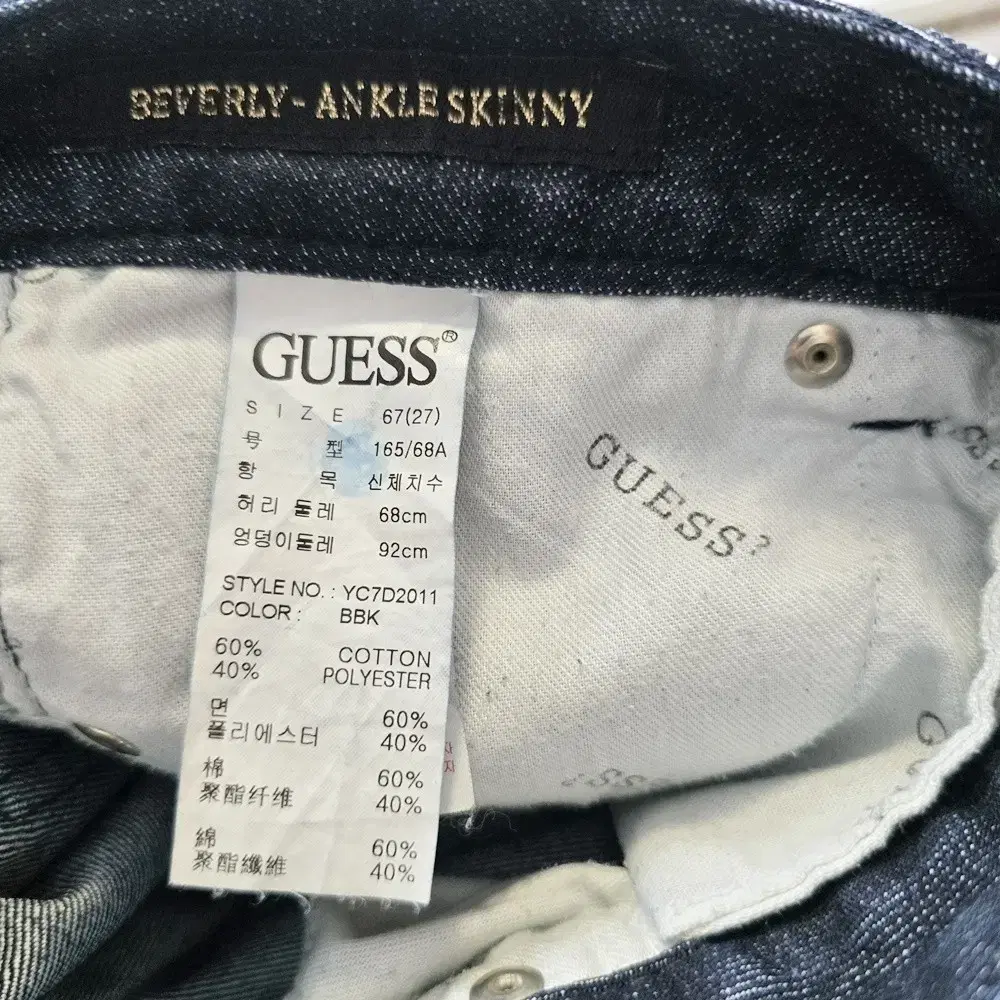 BEVERLY-ANKLE SKINNY
GUESS®
SIZE 67(27)
号型 165/68A
항목 신체치수
허리둘레 68cm
엉덩이둘레 92cm
STYLE NO. : YC7D2011
COLOR : BBK
60% COTTON
40% POLYESTER
면 60%
폴리에스터 40%
棉 60%
聚酯纤维 40%
綿 60%
聚酯纖維 40%
GUESS?